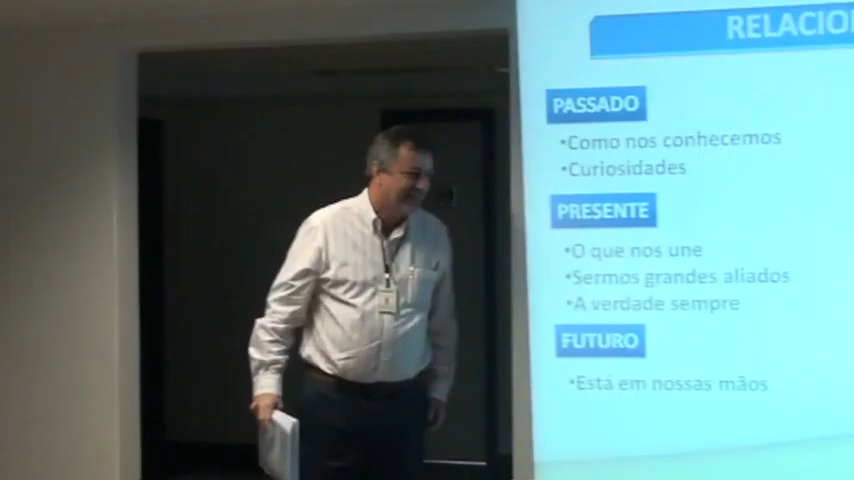 RELACIO
PASSADO
•Como nos conhecemos
•Curiosidades
PRESENTE
•O que nos une
•Sermos grandes aliados
•A verdade sempre
FUTURO
•Está em nossas mãos